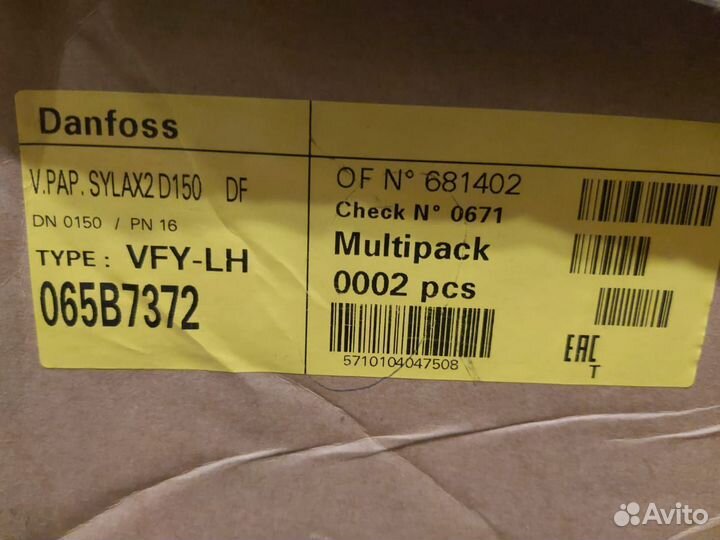 Danfoss
V.PAP. SYLAX2 D150 DF
DN 0150 / PN 16
TYPE : VFY-LH
065B7372
OF N° 681402
Check N° 0671
Multipack
0002 pcs
5710104047508
EAC
T
Avito